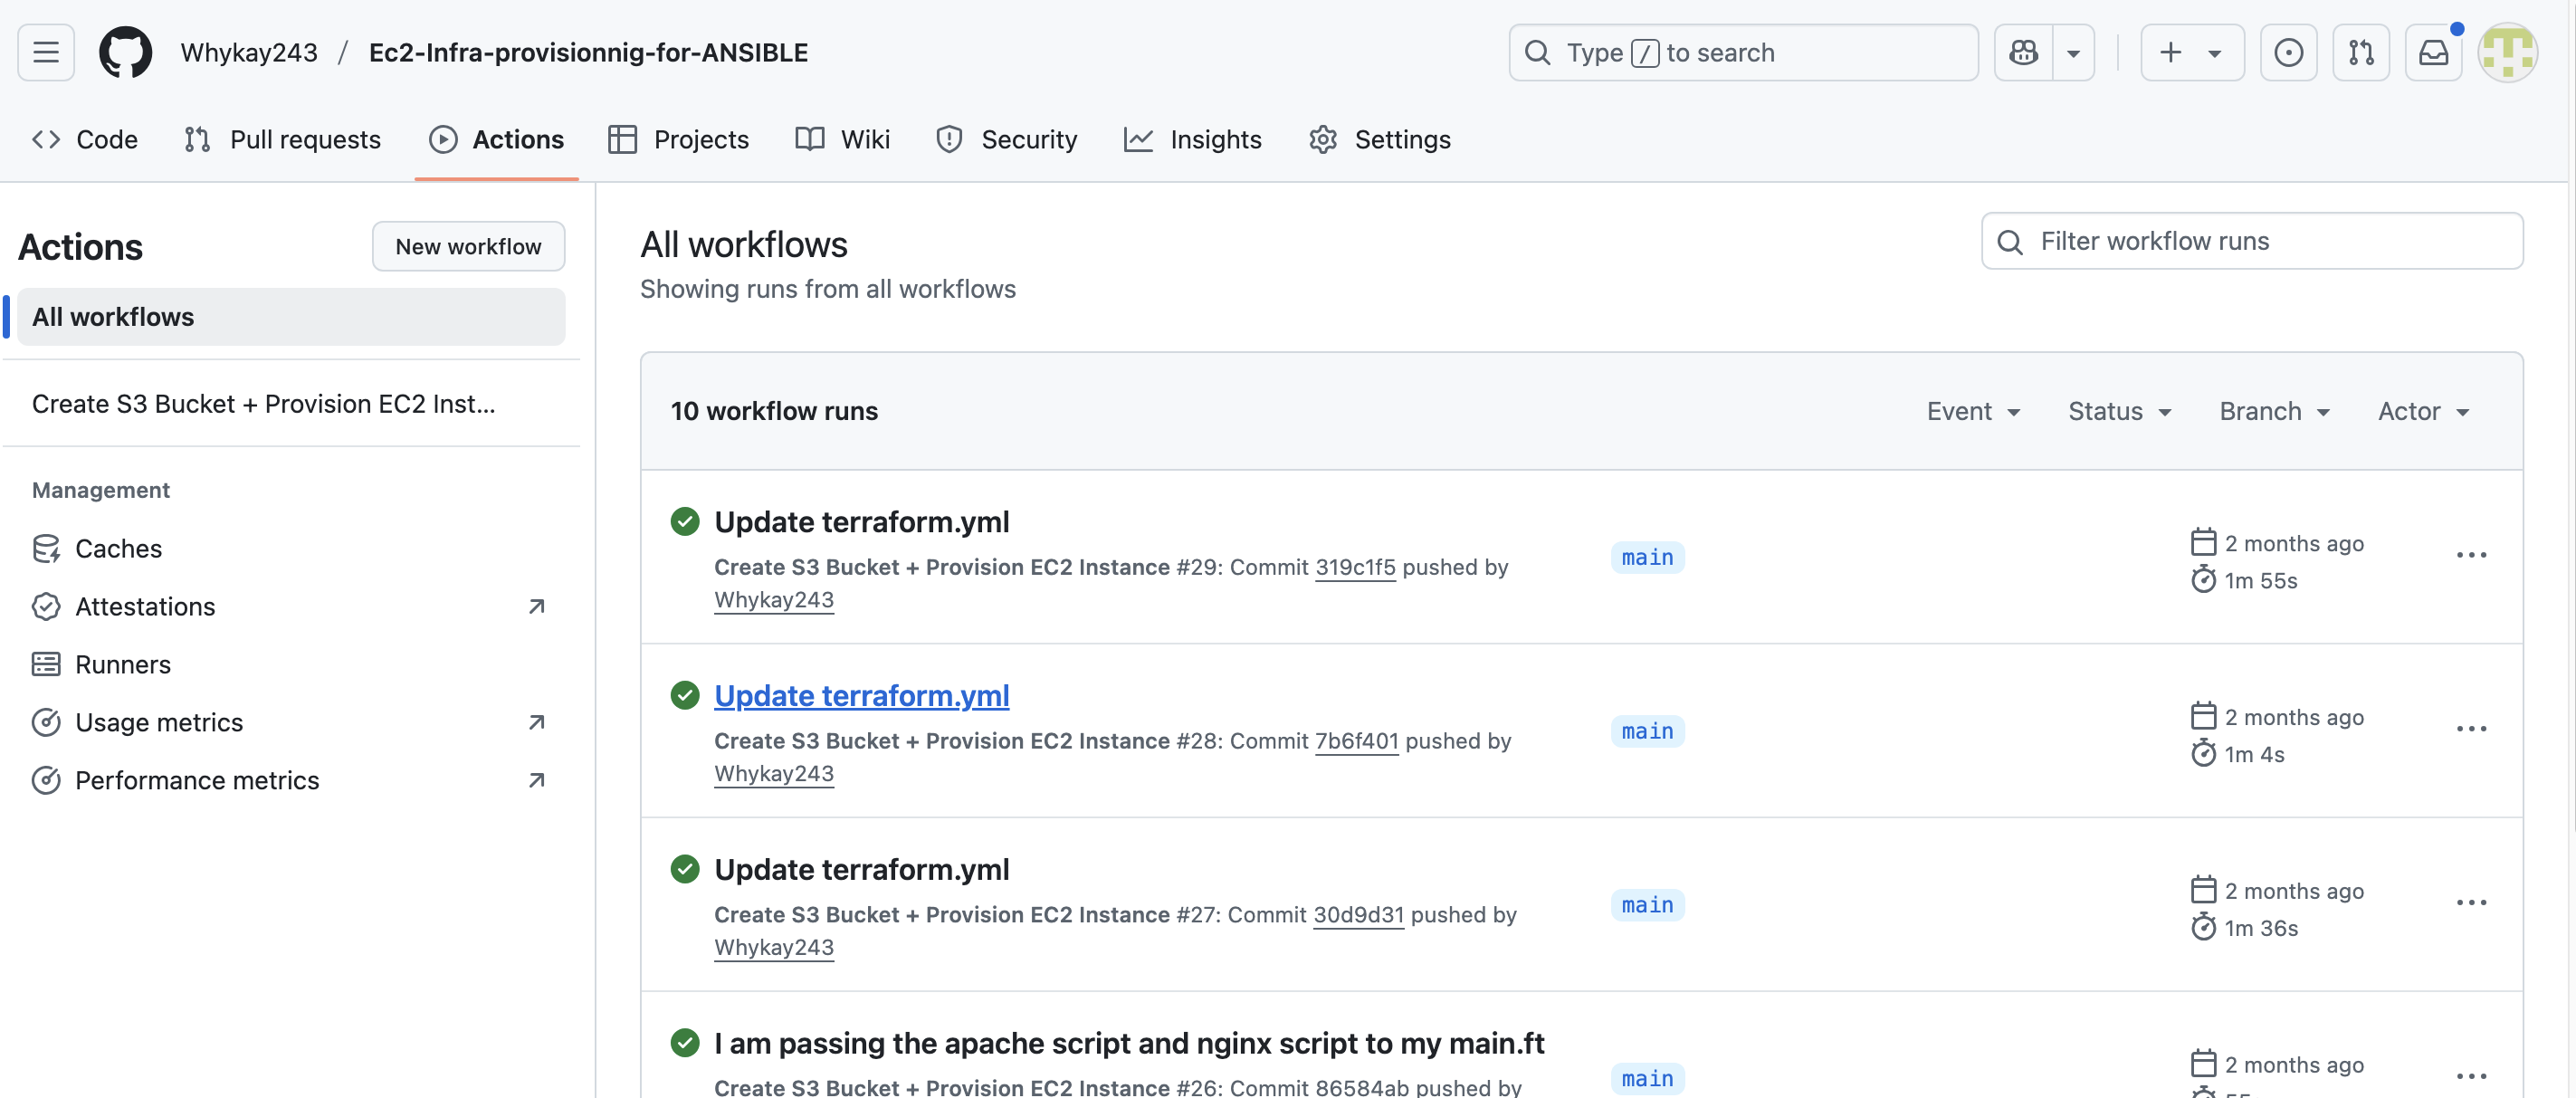 Whykay243 / Ec2-Infra-provisionnig-for-ANSIBLE
Type / to search
Code Pull requests Actions Projects Wiki Security Insights Settings
Actions
New workflow
All workflows
Create S3 Bucket + Provision EC2 Inst...
Management
Caches
Attestations
Runners
Usage metrics
Performance metrics
All workflows
Showing runs from all workflows
Filter workflow runs
10 workflow runs
Event Status Branch Actor
Update terraform.yml
Create S3 Bucket + Provision EC2 Instance #29: Commit 319c1f5 pushed by
Whykay243
main
2 months ago
1m 55s
Update terraform.yml
Create S3 Bucket + Provision EC2 Instance #28: Commit 7b6f401 pushed by
Whykay243
main
2 months ago
1m 4s
Update terraform.yml
Create S3 Bucket + Provision EC2 Instance #27: Commit 30d9d31 pushed by
Whykay243
main
2 months ago
1m 36s
I am passing the apache script and nginx script to my main.ft
Create S3 Bucket + Provision EC2 Instance #26: Commit 86584ab pushed by
main
2 months ago